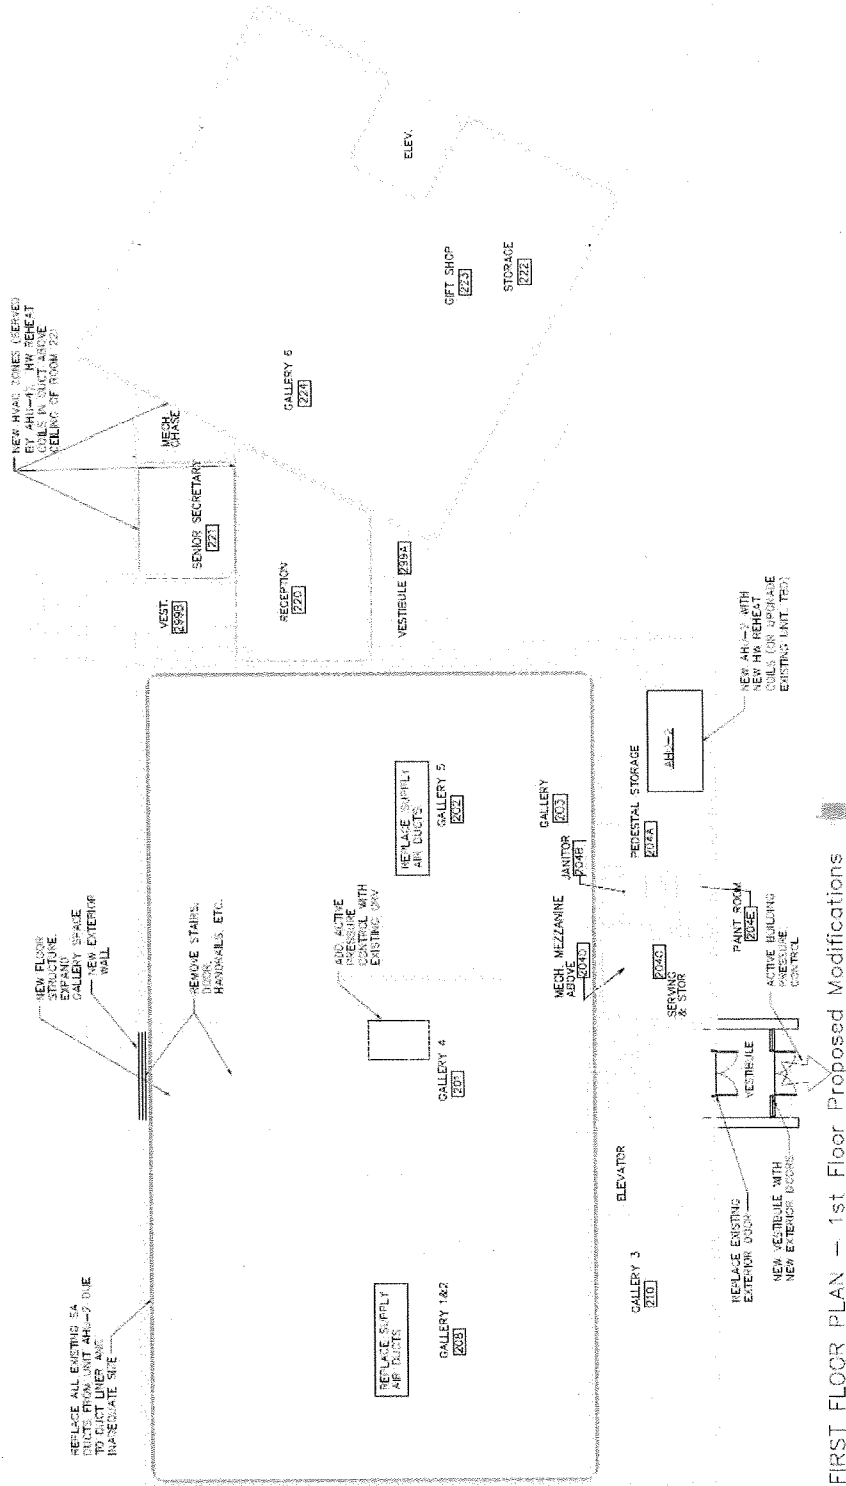 NEW HVAC ZONES (SERVED
BY AHU-4). HW REHEAT
COILS IN DUCT ABOVE
CEILING OF ROOM 221
MECH.
CHASE
SENIOR SECRETARY
221
VEST.
299B
RECEPTION
220
VESTIBULE 299A
GALLERY 6
224
ELEV.
GIFT SHOP
223
STORAGE
222
NEW FLOOR
STRUCTURE.
EXPAND
GALLERY SPACE
NEW EXTERIOR
WALL
REMOVE STAIRS,
DOOR,
HANDRAILS, ETC.
REPLACE ALL EXISTING SA
DUCTS FROM UNIT AHU-2 DUE
TO DUCT LINER AND
INADEQUATE SIZE
REPLACE SUPPLY
AIR DUCTS
GALLERY 1&2
208
ADD ACTIVE
PRESSURE
CONTROL WITH
EXISTING CRV
GALLERY 4
201
REPLACE SUPPLY
AIR DUCTS
GALLERY 5
202
GALLERY
203
JANITOR
204B
MECH. MEZZANINE
ABOVE
204D
PEDESTAL STORAGE
204A
AHU-2
NEW AHU-2 WITH
NEW HW REHEAT
COILS (OR UPGRADE
EXISTING UNIT. TBD)
204C
SERVING
& STOR
PAINT ROOM
204E
ELEVATOR
GALLERY 3
210
VESTIBULE
ACTIVE BUILDING
PRESSURE
CONTROL
REPLACE EXISTING
EXTERIOR DOOR
NEW VESTIBULE WITH
NEW EXTERIOR DOORS
FIRST FLOOR PLAN – 1st Floor Proposed Modifications